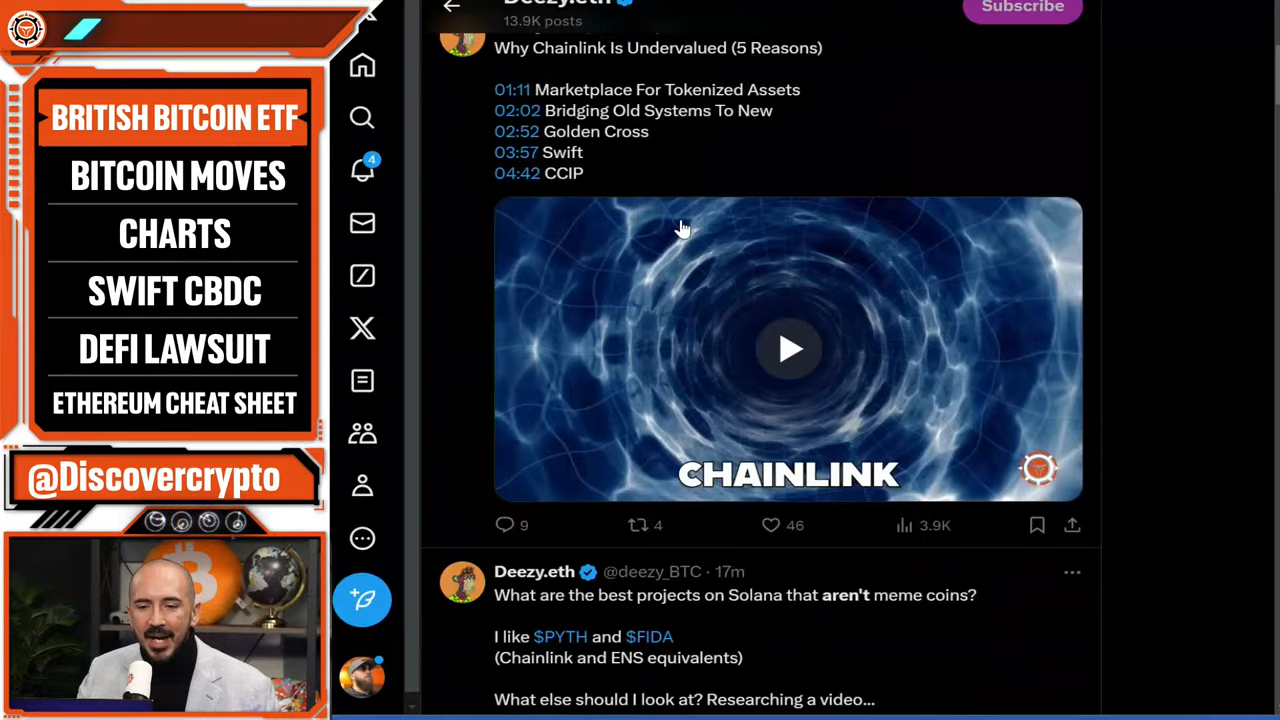 BRITISH BITCOIN ETF
BITCOIN MOVES
CHARTS
SWIFT CBDC
DEFI LAWSUIT
ETHEREUM CHEAT SHEET
@Discovercrypto
Deezy.eth
13.9K posts
Subscribe
4
Why Chainlink Is Undervalued (5 Reasons)
01:11 Marketplace For Tokenized Assets
02:02 Bridging Old Systems To New
02:52 Golden Cross
03:57 Swift
04:42 CCIP
CHAINLINK
9 4 46 3.9K
Deezy.eth @deezy_BTC · 17m
What are the best projects on Solana that aren't meme coins?
I like $PYTH and $FIDA
(Chainlink and ENS equivalents)
What else should I look at? Researching a video...